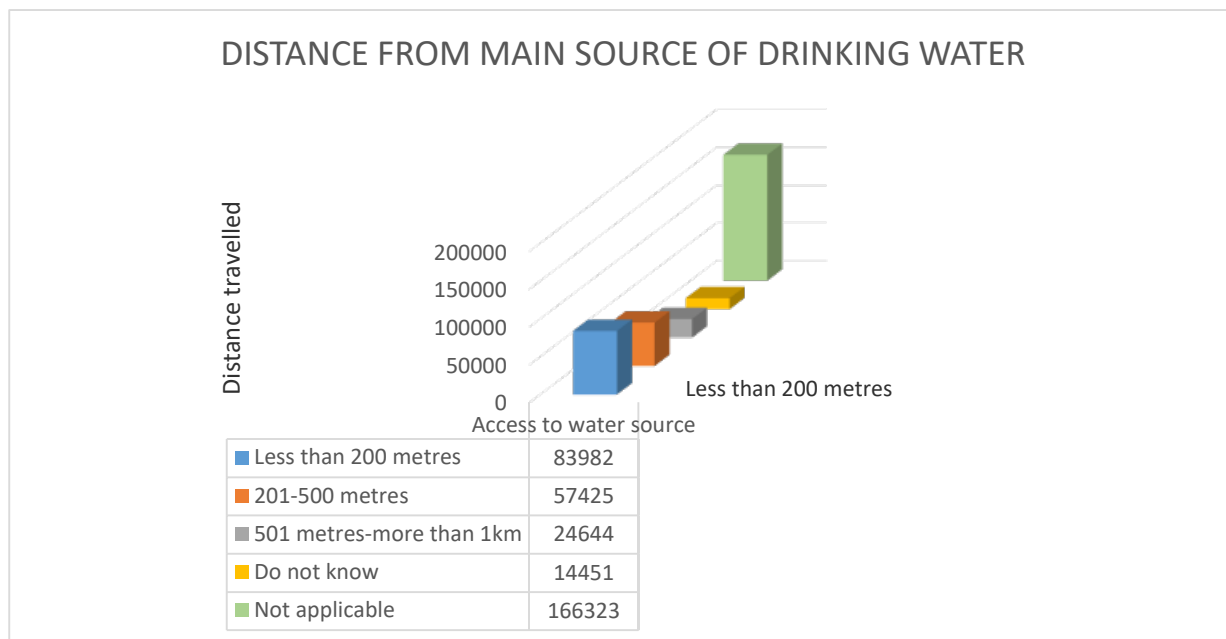 DISTANCE FROM MAIN SOURCE OF DRINKING WATER
Distance travelled
200000
150000
100000
50000
0
Less than 200 metres
Access to water source
Less than 200 metres 83982
201-500 metres 57425
501 metres-more than 1km 24644
Do not know 14451
Not applicable 166323